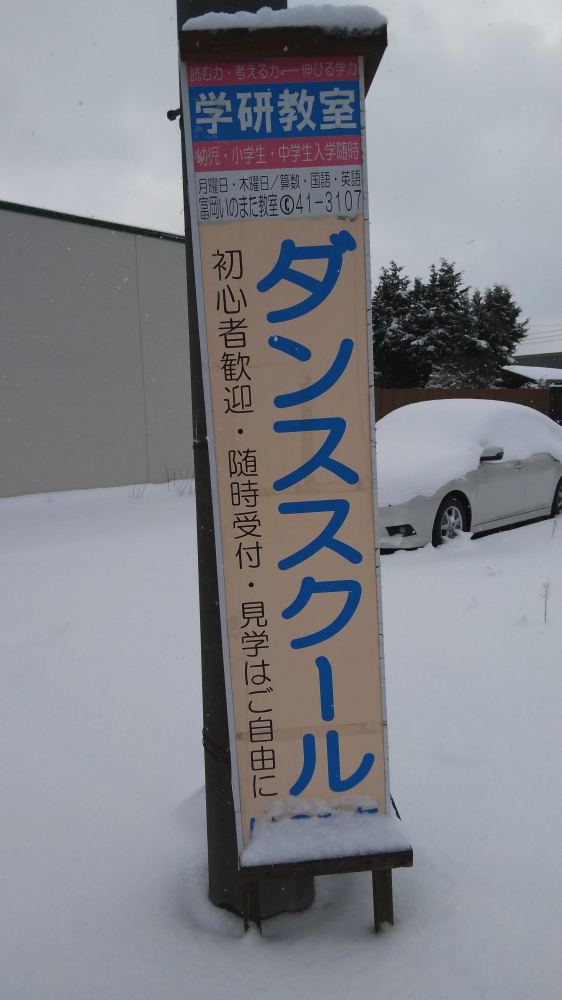 読む力・考える力←伸びる学力
学研教室
幼児・小学生・中学生入学随時
月曜日・木曜日／算数・国語・英語
富岡いのまた教室✆41-3107
ダンススクール
初心者歓迎・随時受付・見学はご自由に